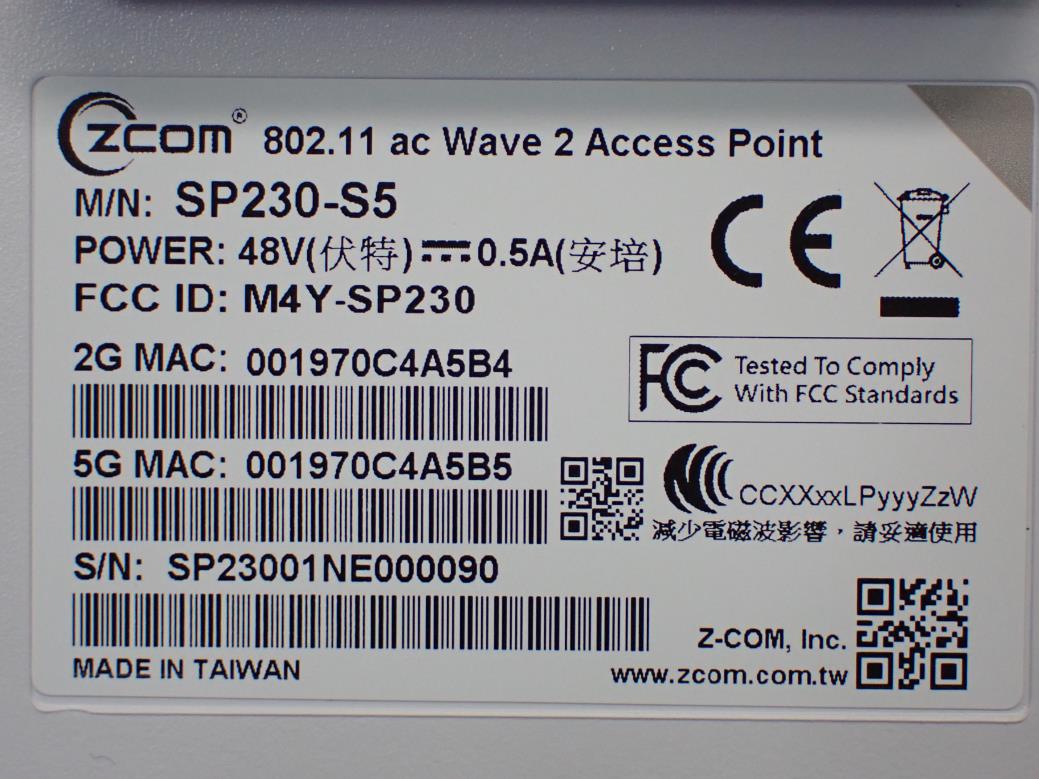 ZCOM® 802.11 ac Wave 2 Access Point
M/N: SP230-S5
POWER: 48V(伏特)⎓0.5A(安培)
FCC ID: M4Y-SP230
CE
2G MAC: 001970C4A5B4
FC Tested To Comply
With FCC Standards
5G MAC: 001970C4A5B5
CCXXxxLPyyyZzW
減少電磁波影響，請妥適使用
S/N: SP23001NE000090
Z-COM, Inc.
MADE IN TAIWAN
www.zcom.com.tw